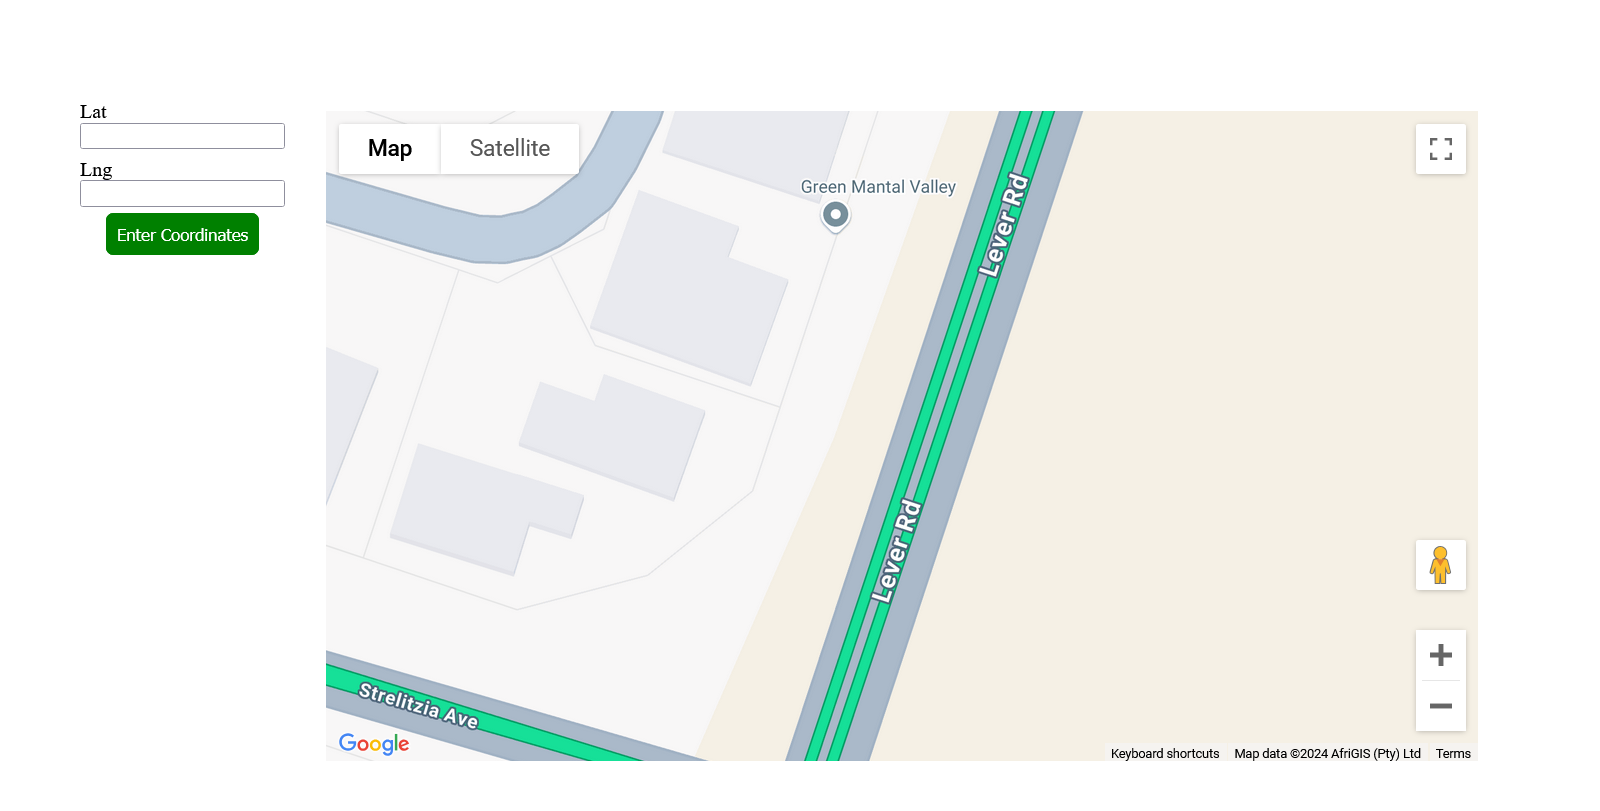 Lat
Lng
Enter Coordinates
Map
Satellite
Green Mantal Valley
Lever Rd
Lever Rd
Strelitzia Ave
Google
Keyboard shortcuts
Map data ©2024 AfriGIS (Pty) Ltd
Terms